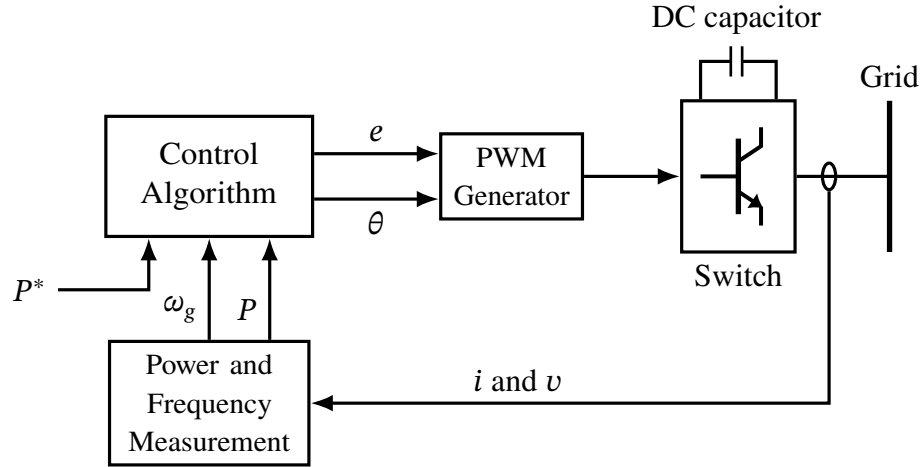 DC capacitor
Grid
Control
Algorithm
e
θ
PWM
Generator
Switch
P*
ω_g
P
Power and
Frequency
Measurement
i and v